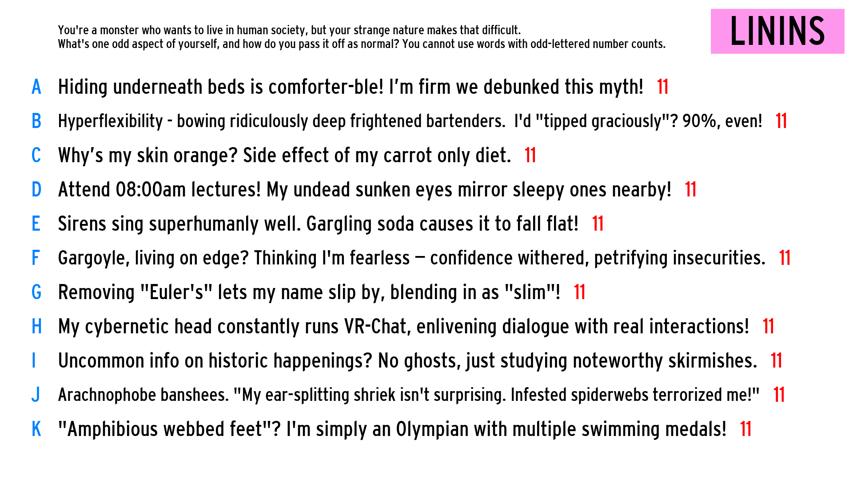 You're a monster who wants to live in human society, but your strange nature makes that difficult.
What's one odd aspect of yourself, and how do you pass it off as normal? You cannot use words with odd-lettered number counts.
LININS
A Hiding underneath beds is comforter-ble! I'm firm we debunked this myth! 11
B Hyperflexibility - bowing ridiculously deep frightened bartenders. I'd "tipped graciously"? 90%, even! 11
C Why's my skin orange? Side effect of my carrot only diet. 11
D Attend 08:00am lectures! My undead sunken eyes mirror sleepy ones nearby! 11
E Sirens sing superhumanly well. Gargling soda causes it to fall flat! 11
F Gargoyle, living on edge? Thinking I'm fearless – confidence withered, petrifying insecurities. 11
G Removing "Euler's" lets my name slip by, blending in as "slim"! 11
H My cybernetic head constantly runs VR-Chat, enlivening dialogue with real interactions! 11
I Uncommon info on historic happenings? No ghosts, just studying noteworthy skirmishes. 11
J Arachnophobe banshees. "My ear-splitting shriek isn't surprising. Infested spiderwebs terrorized me!" 11
K "Amphibious webbed feet"? I'm simply an Olympian with multiple swimming medals! 11